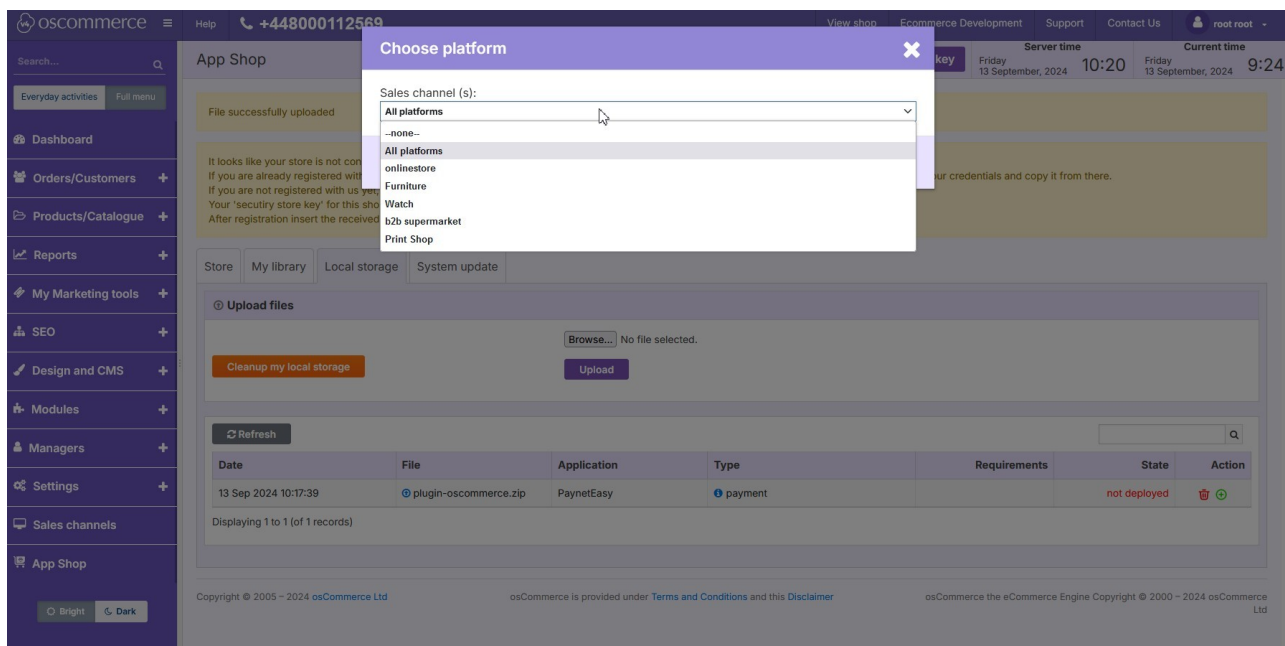 oscommerce
Help
+448000112569
View shop
Ecommerce Development
Support
Contact Us
root root
Search...
Everyday activities
Full menu
Dashboard
Orders/Customers
Products/Catalogue
Reports
My Marketing tools
SEO
Design and CMS
Modules
Managers
Settings
Sales channels
App Shop
Bright
Dark
App Shop
key
Server time
Friday
13 September, 2024
10:20
Current time
Friday
13 September, 2024
9:24
Choose platform
Sales channel (s):
All platforms
--none--
All platforms
onlinestore
Furniture
Watch
b2b supermarket
Print Shop
File successfully uploaded
It looks like your store is not con
If you are already registered with
ur credentials and copy it from there.
If you are not registered with us yet,
Your 'secutiry store key' for this sho
After registration insert the received
Store
My library
Local storage
System update
Upload files
Browse...
No file selected.
Cleanup my local storage
Upload
Refresh
Date File Application Type Requirements State Action
13 Sep 2024 10:17:39 plugin-oscommerce.zip PaynetEasy payment not deployed
Displaying 1 to 1 (of 1 records)
Copyright © 2005 – 2024 osCommerce Ltd
osCommerce is provided under Terms and Conditions and this Disclaimer
osCommerce the eCommerce Engine Copyright © 2000 – 2024 osCommerce
Ltd